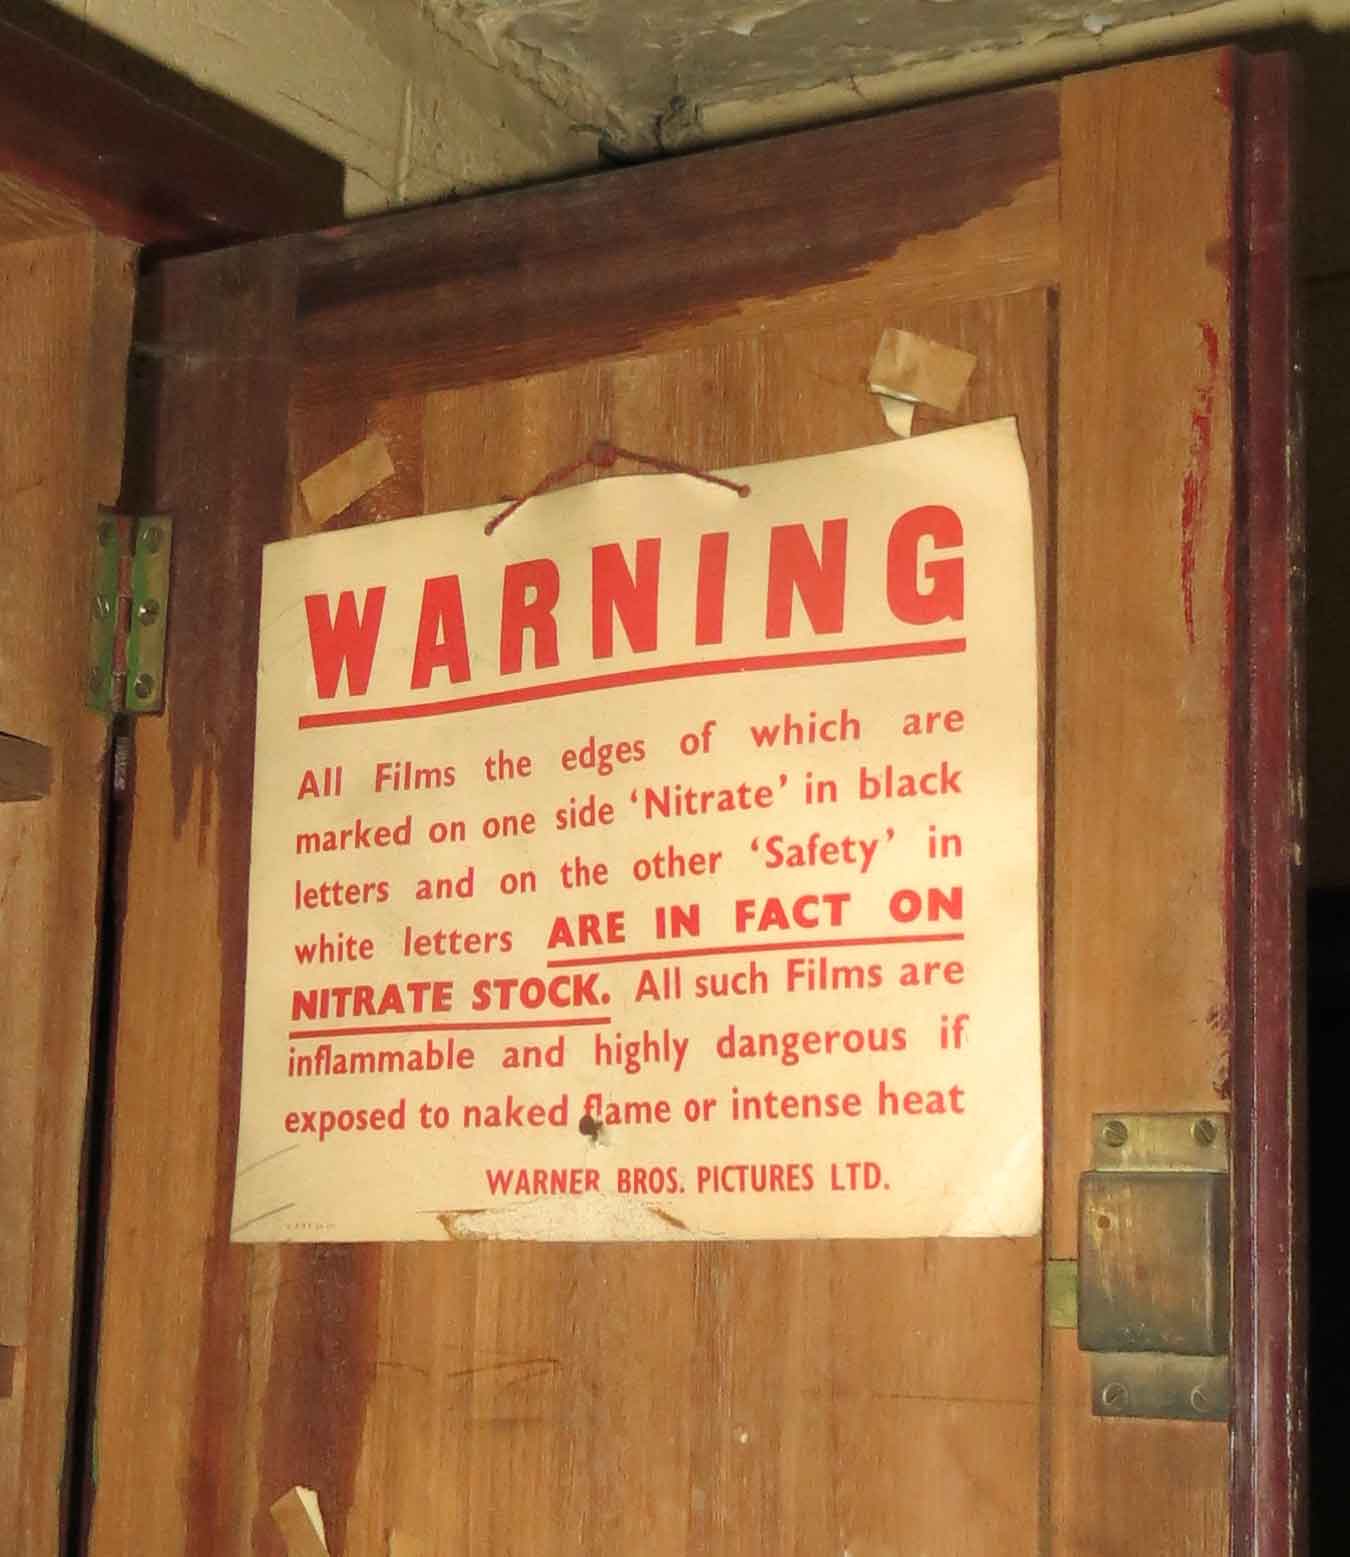 WARNING
All Films the edges of which are
marked on one side ‘Nitrate’ in black
letters and on the other ‘Safety’ in
white letters ARE IN FACT ON
NITRATE STOCK. All such Films are
inflammable and highly dangerous if
exposed to naked flame or intense heat
WARNER BROS. PICTURES LTD.